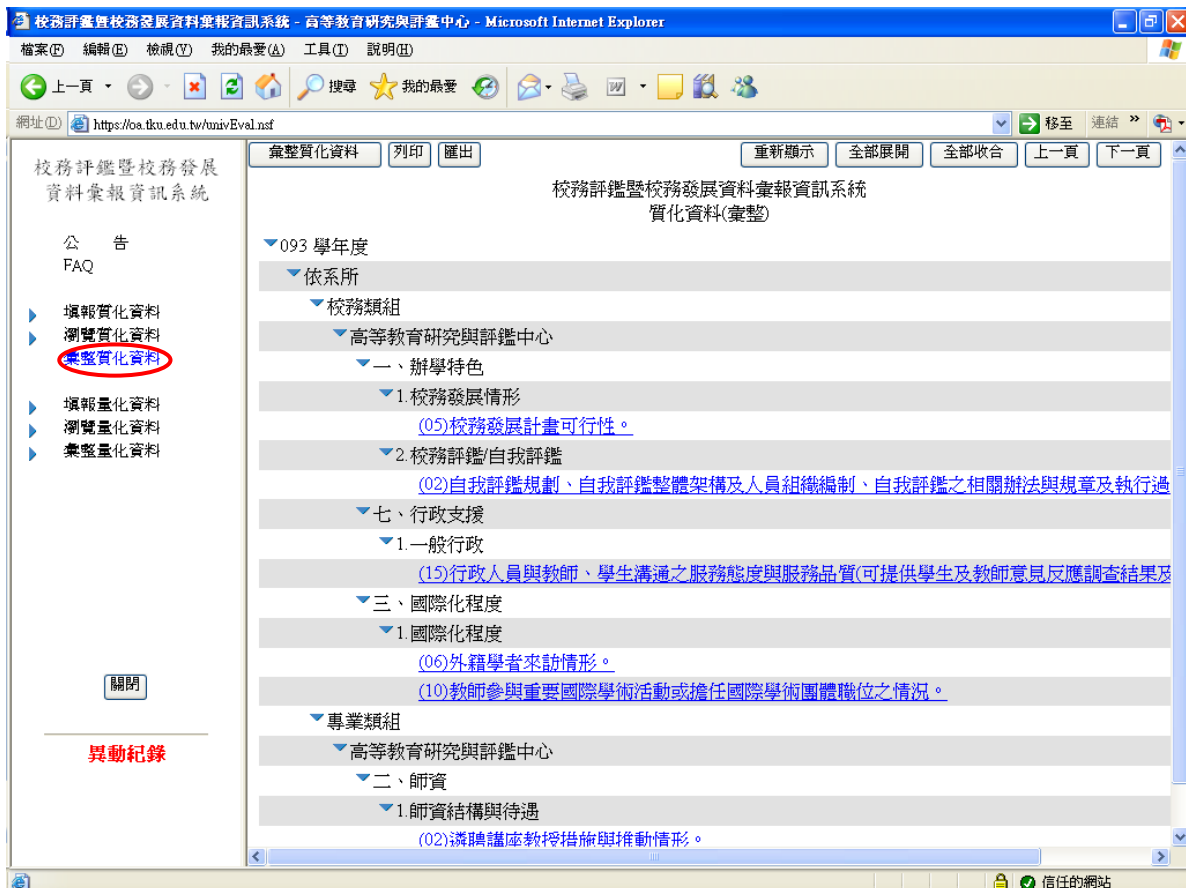 校務評鑑暨校務發展資料彙報資訊系統 - 高等教育研究與評鑑中心 - Microsoft Internet Explorer
檔案(F) 編輯(E) 檢視(V) 我的最愛(A) 工具(T) 說明(H)
上一頁 搜尋 我的最愛
網址(D) https://oa.tku.edu.tw/univEval.nsf 移至 連結 »
校務評鑑暨校務發展
資料彙報資訊系統
公 告
FAQ
填報質化資料
瀏覽質化資料
彙整質化資料
填報量化資料
瀏覽量化資料
彙整量化資料
關閉
異動紀錄
彙整質化資料 列印 匯出 重新顯示 全部展開 全部收合 上一頁 下一頁
校務評鑑暨校務發展資料彙報資訊系統
質化資料(彙整)
093 學年度
依系所
校務類組
高等教育研究與評鑑中心
一、辦學特色
1.校務發展情形
(05)校務發展計畫可行性。
2.校務評鑑/自我評鑑
(02)自我評鑑規劃、自我評鑑整體架構及人員組織編制、自我評鑑之相關辦法與規章及執行過
七、行政支援
1.一般行政
(15)行政人員與教師、學生溝通之服務態度與服務品質(可提供學生及教師意見反應調查結果及
三、國際化程度
1.國際化程度
(06)外籍學者來訪情形。
(10)教師參與重要國際學術活動或擔任國際學術團體職位之情況。
專業類組
高等教育研究與評鑑中心
二、師資
1.師資結構與待遇
(02)遴聘講座教授措施與推動情形。
信任的網站